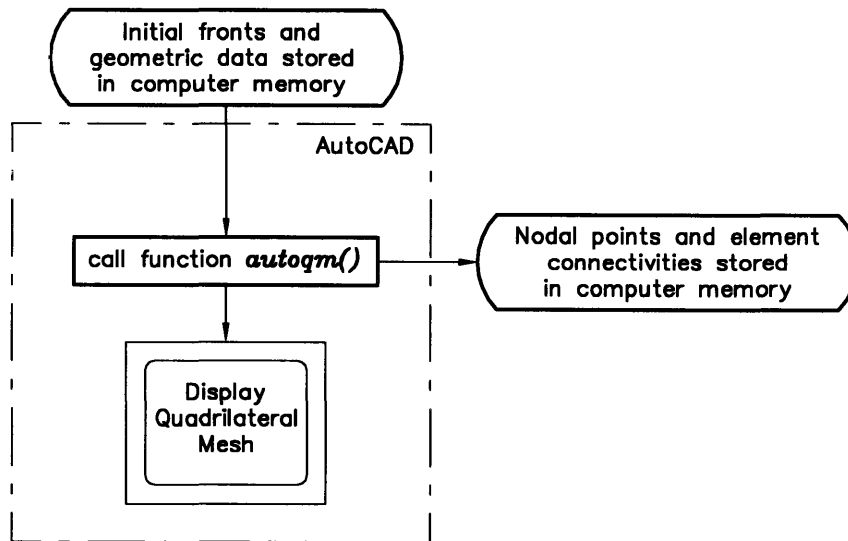 Initial fronts and
geometric data stored
in computer memory
AutoCAD
call function autoqm()
Nodal points and element
connectivities stored
in computer memory
Display
Quadrilateral
Mesh